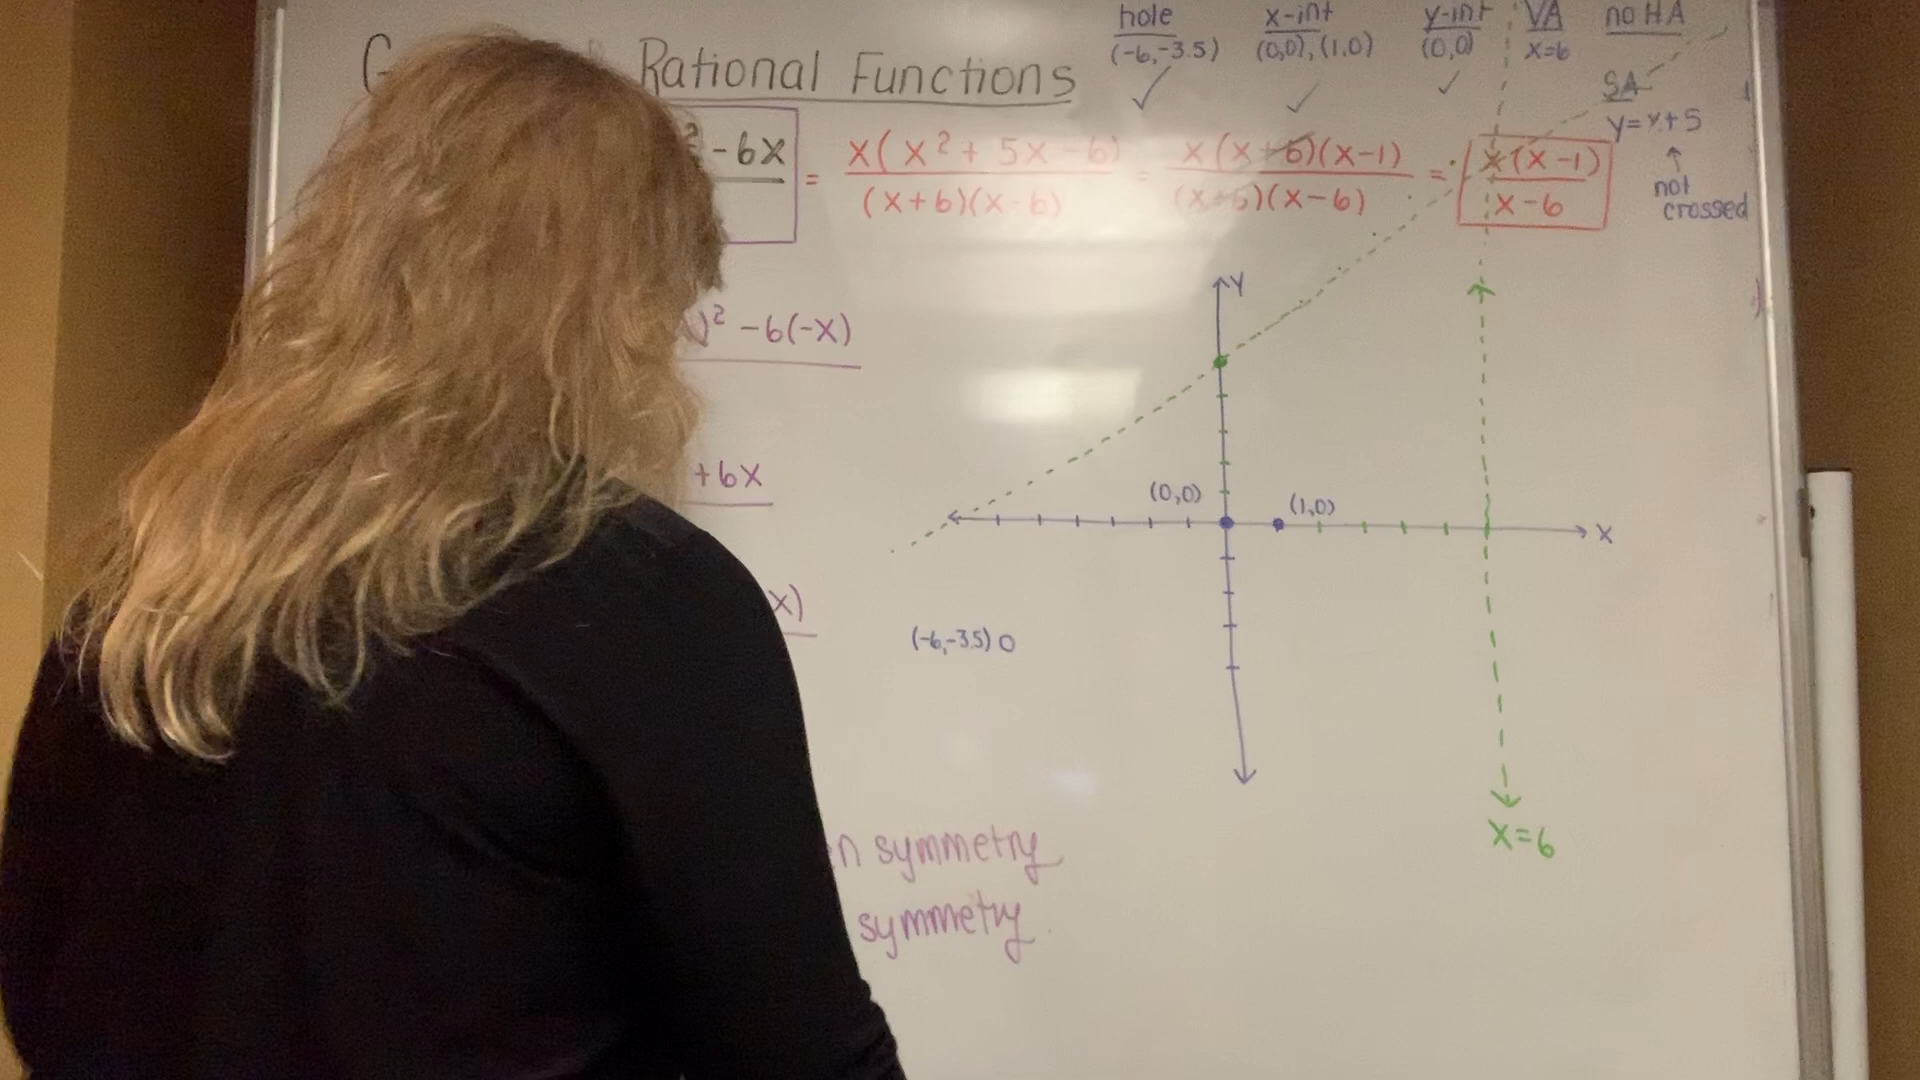 Rational Functions
hole
(-6,-3.5)
✓
x-int
(0,0), (1,0)
✓
y-int
(0,0)
✓
VA
x=6
no HA
SA
y=x+5
↑
not
crossed
-6x = x(x²+5x-6) / (x+6)(x-6) = x(x+6)(x-1) / (x+6)(x-6) = x(x-1) / x-6
)² -6(-x)
+6x
x)
symmetry
symmetry
Y
(0,0)
(1,0)
X
(-6,-3.5)
x=6